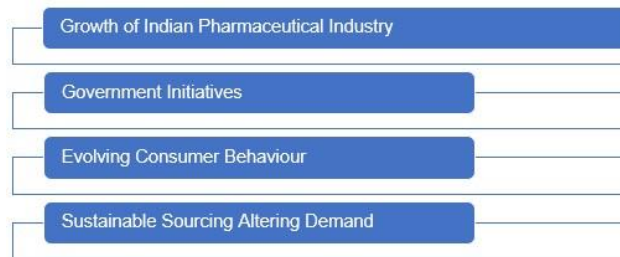 Growth of Indian Pharmaceutical Industry
Government Initiatives
Evolving Consumer Behaviour
Sustainable Sourcing Altering Demand